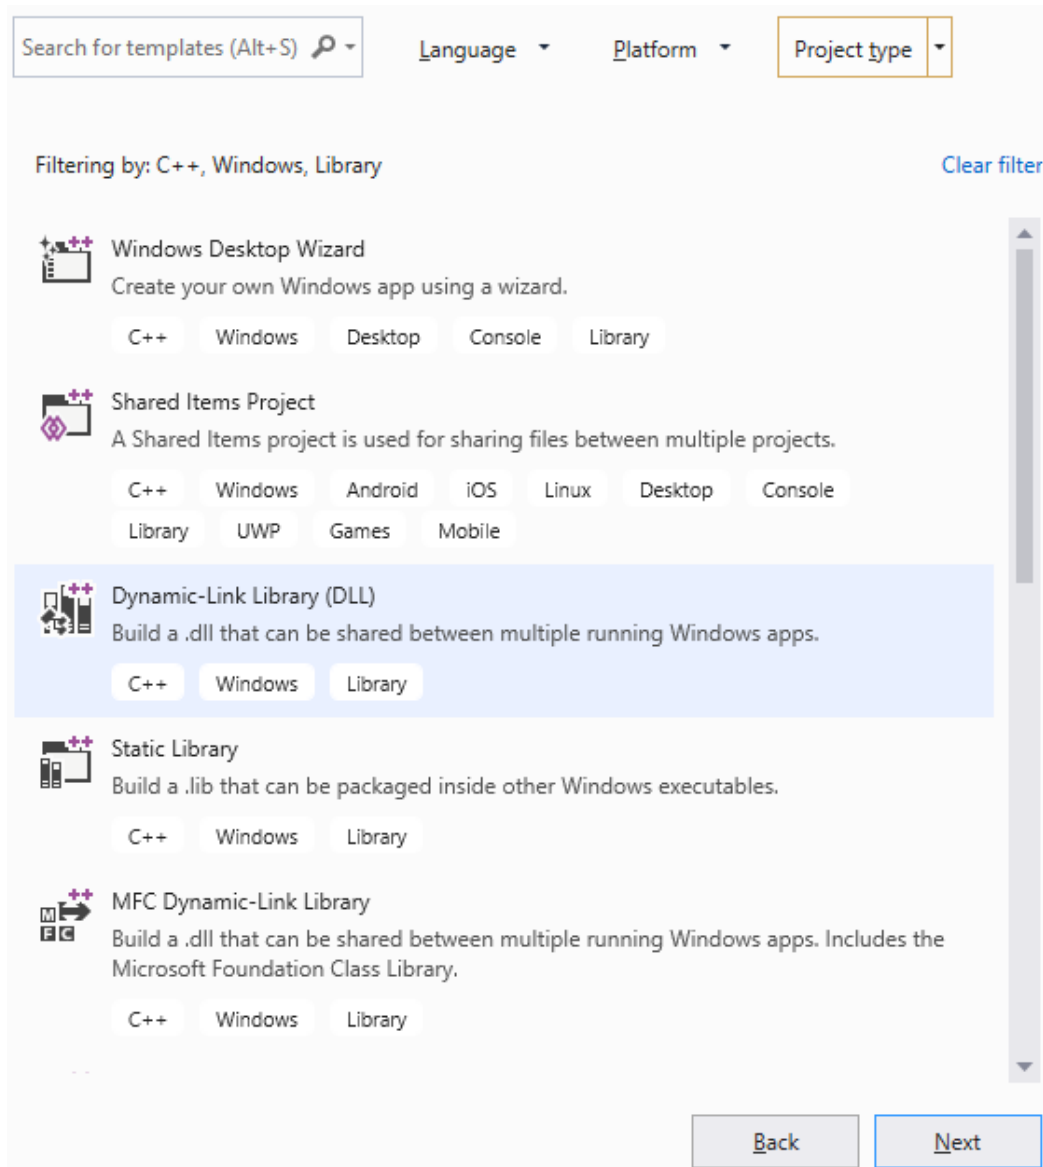 Search for templates (Alt+S)
Language
Platform
Project type
Filtering by: C++, Windows, Library
Clear filter
Windows Desktop Wizard
Create your own Windows app using a wizard.
C++ Windows Desktop Console Library
Shared Items Project
A Shared Items project is used for sharing files between multiple projects.
C++ Windows Android iOS Linux Desktop Console
Library UWP Games Mobile
Dynamic-Link Library (DLL)
Build a .dll that can be shared between multiple running Windows apps.
C++ Windows Library
Static Library
Build a .lib that can be packaged inside other Windows executables.
C++ Windows Library
MFC Dynamic-Link Library
Build a .dll that can be shared between multiple running Windows apps. Includes the
Microsoft Foundation Class Library.
C++ Windows Library
Back
Next